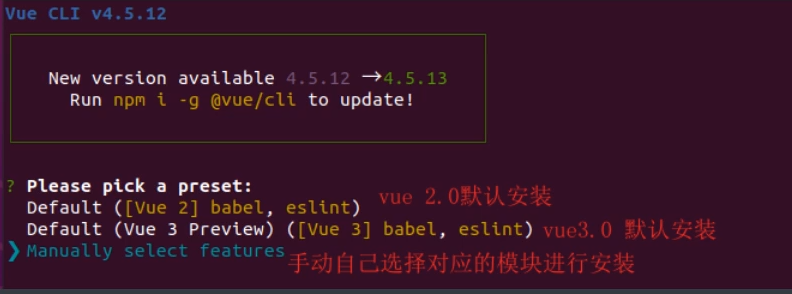 Vue CLI v4.5.12
New version available 4.5.12 →4.5.13
Run npm i -g @vue/cli to update!
? Please pick a preset:
Default ([Vue 2] babel, eslint) vue 2.0默认安装
Default (Vue 3 Preview) ([Vue 3] babel, eslint) vue3.0 默认安装
❯ Manually select features 手动自己选择对应的模块进行安装